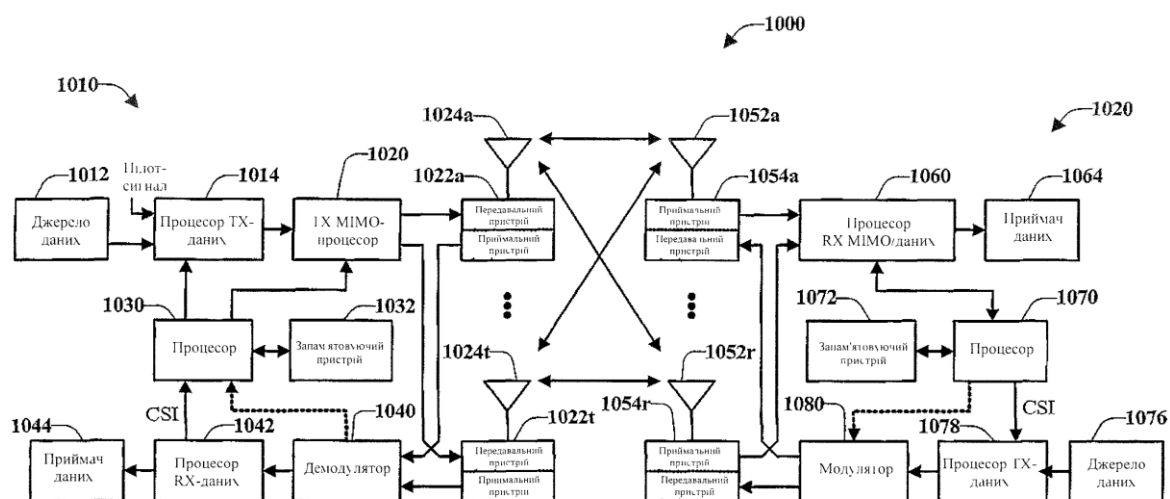 1000
1010
1020
1024a
1052a
1012
Пілот-
сигнал
1014
1020
1022a
1054a
1060
1064
Джерело
даних
Процесор TX-
даних
TX MIMO-
процесор
Передавальний
пристрій
Приймальний
пристрій
Приймальний
пристрій
Передавальний
пристрій
Процесор
RX MIMO/даних
Приймач
даних
1030
1032
1072
1070
Процесор
Запам'ятовуючий
пристрій
Запам'ятовуючий
пристрій
Процесор
1024t
1052r
CSI
CSI
1044
1042
1040
1022t
1054r
1080
1078
1076
Приймач
даних
Процесор
RX-даних
Демодулятор
Передавальний
пристрій
Приймальний
пристрій
Приймальний
пристрій
Передавальний
пристрій
Модулятор
Процесор TX-
даних
Джерело
даних